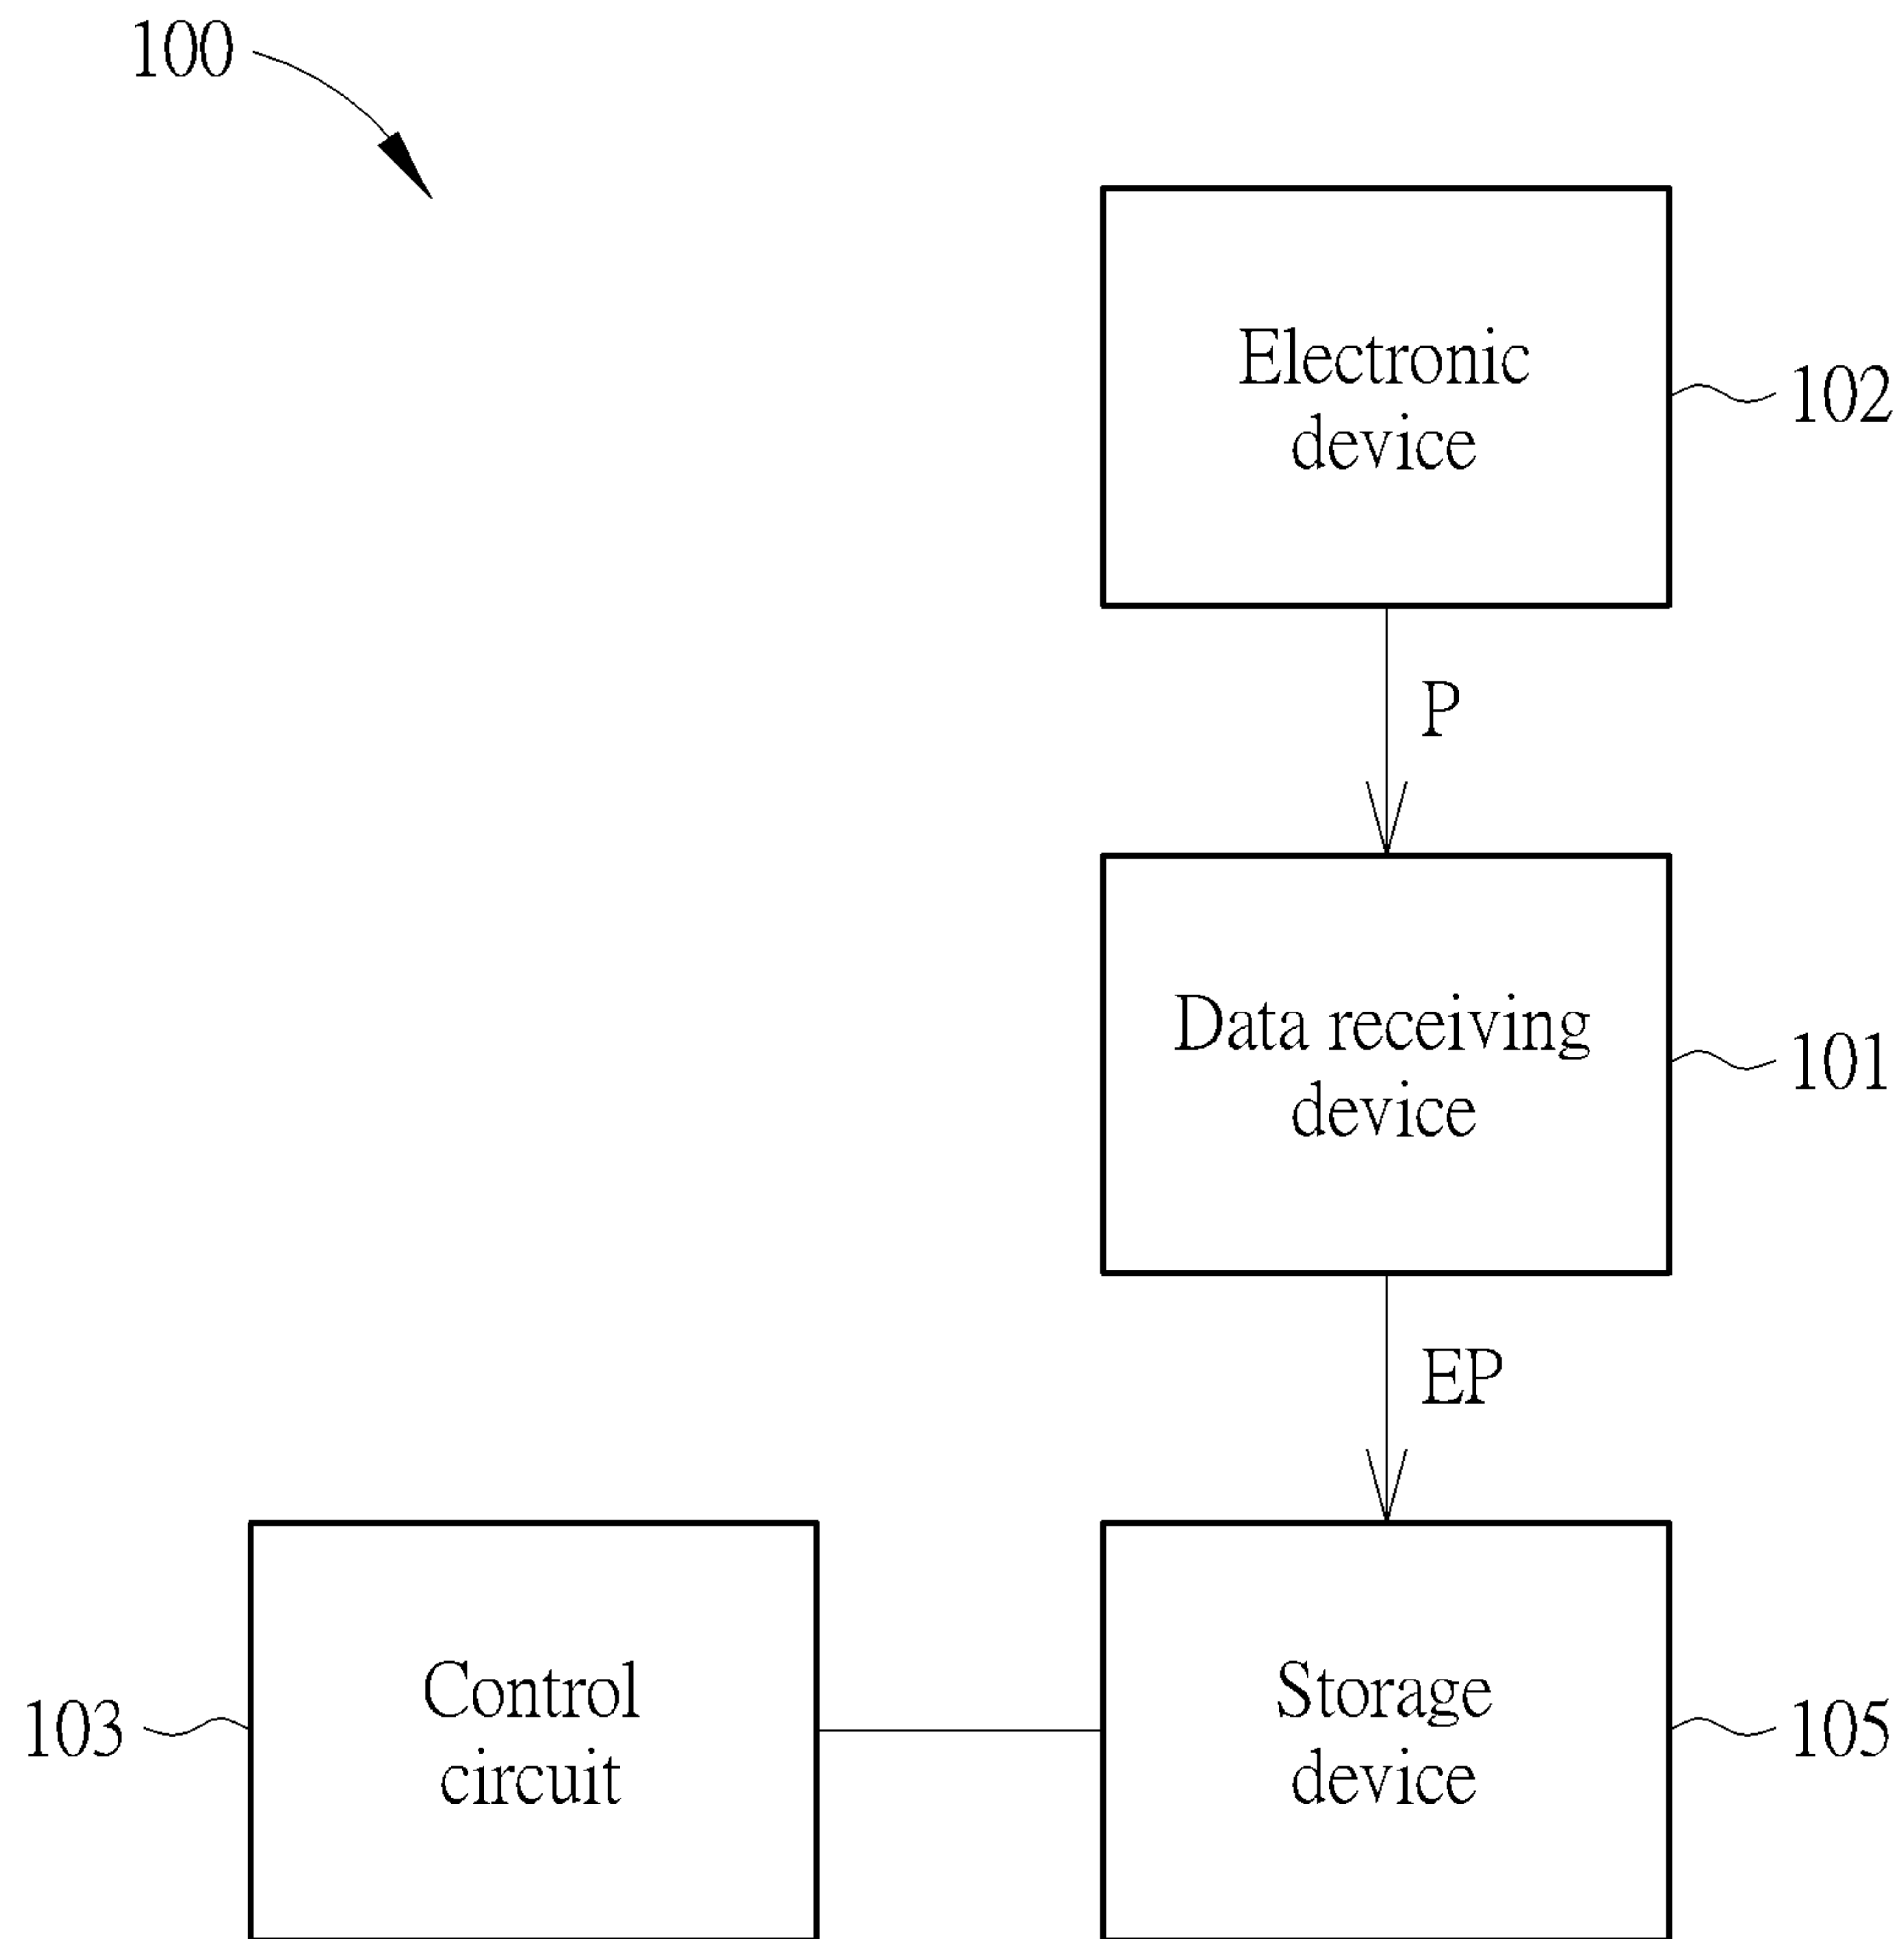 100
Electronic
device
102
P
Data receiving
device
101
EP
Control
circuit
103
Storage
device
105